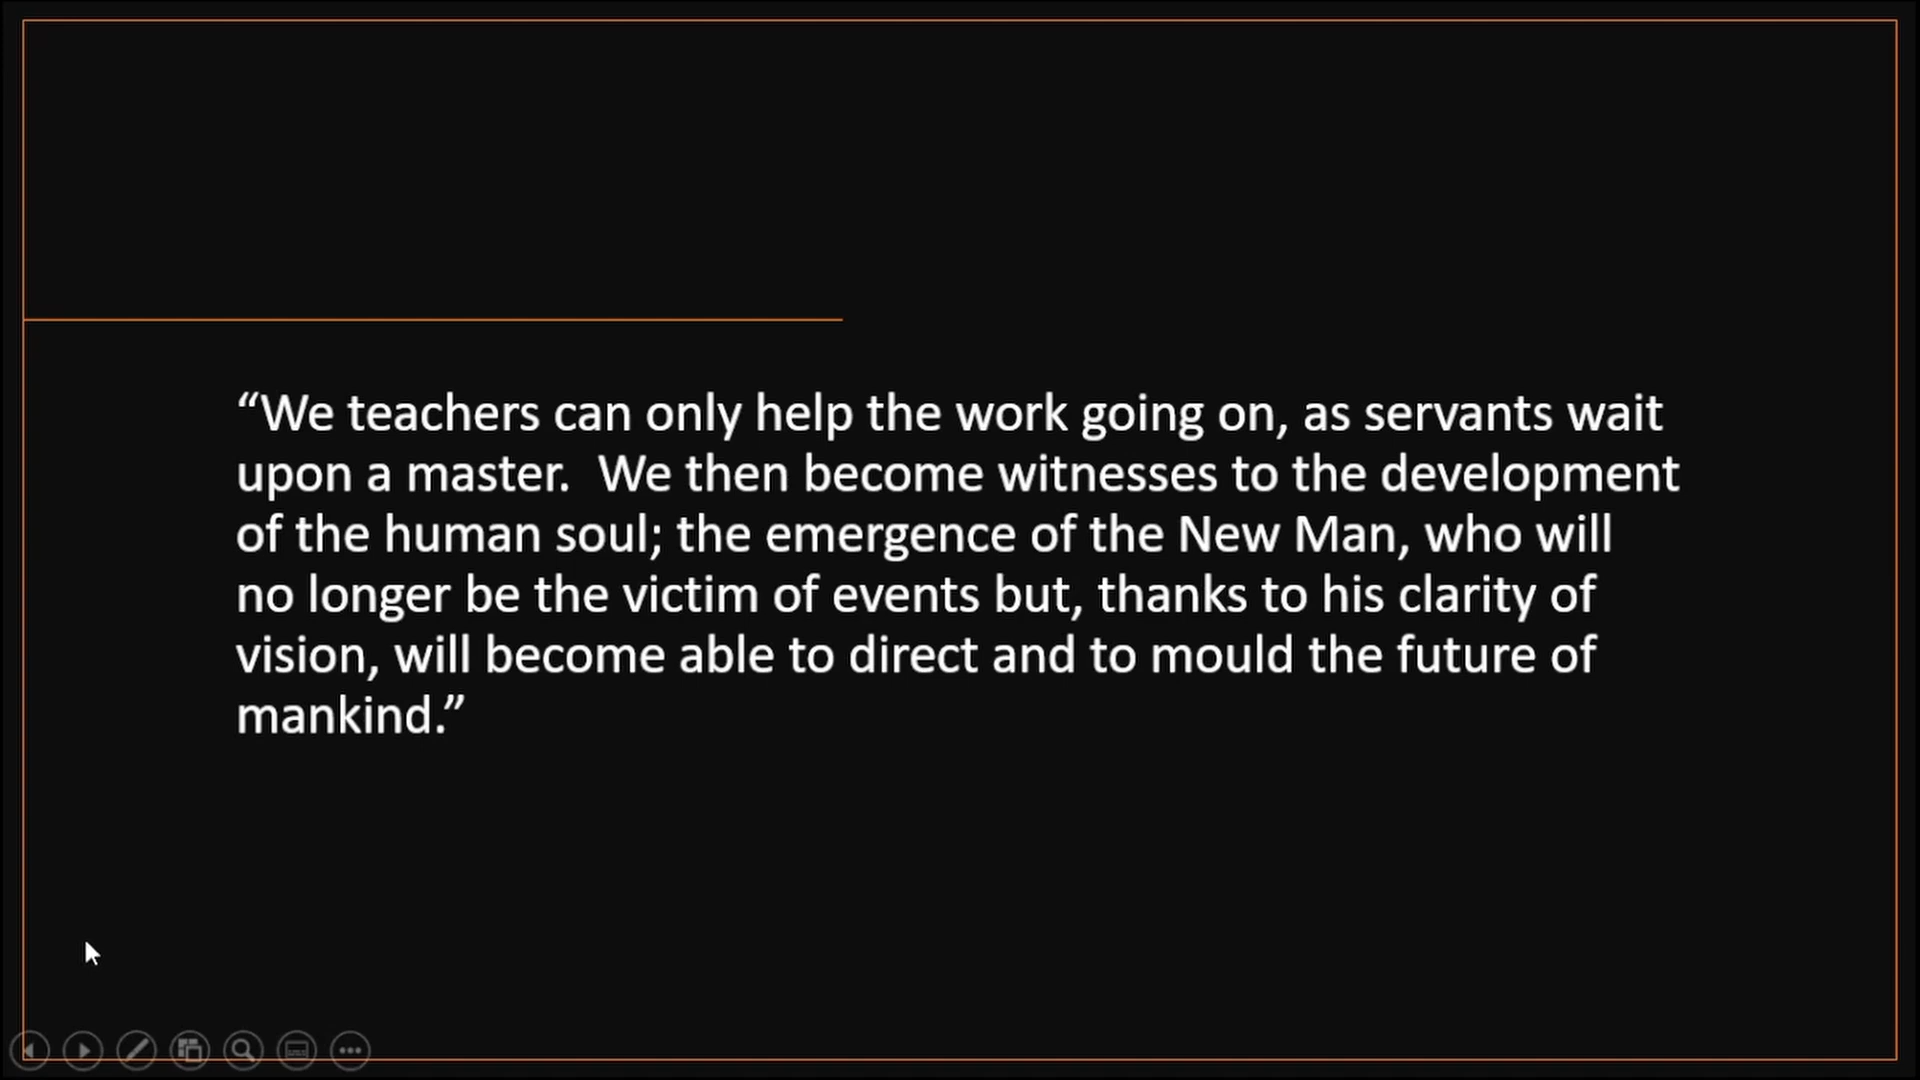 “We teachers can only help the work going on, as servants wait
upon a master.  We then become witnesses to the development
of the human soul; the emergence of the New Man, who will
no longer be the victim of events but, thanks to his clarity of
vision, will become able to direct and to mould the future of
mankind.”